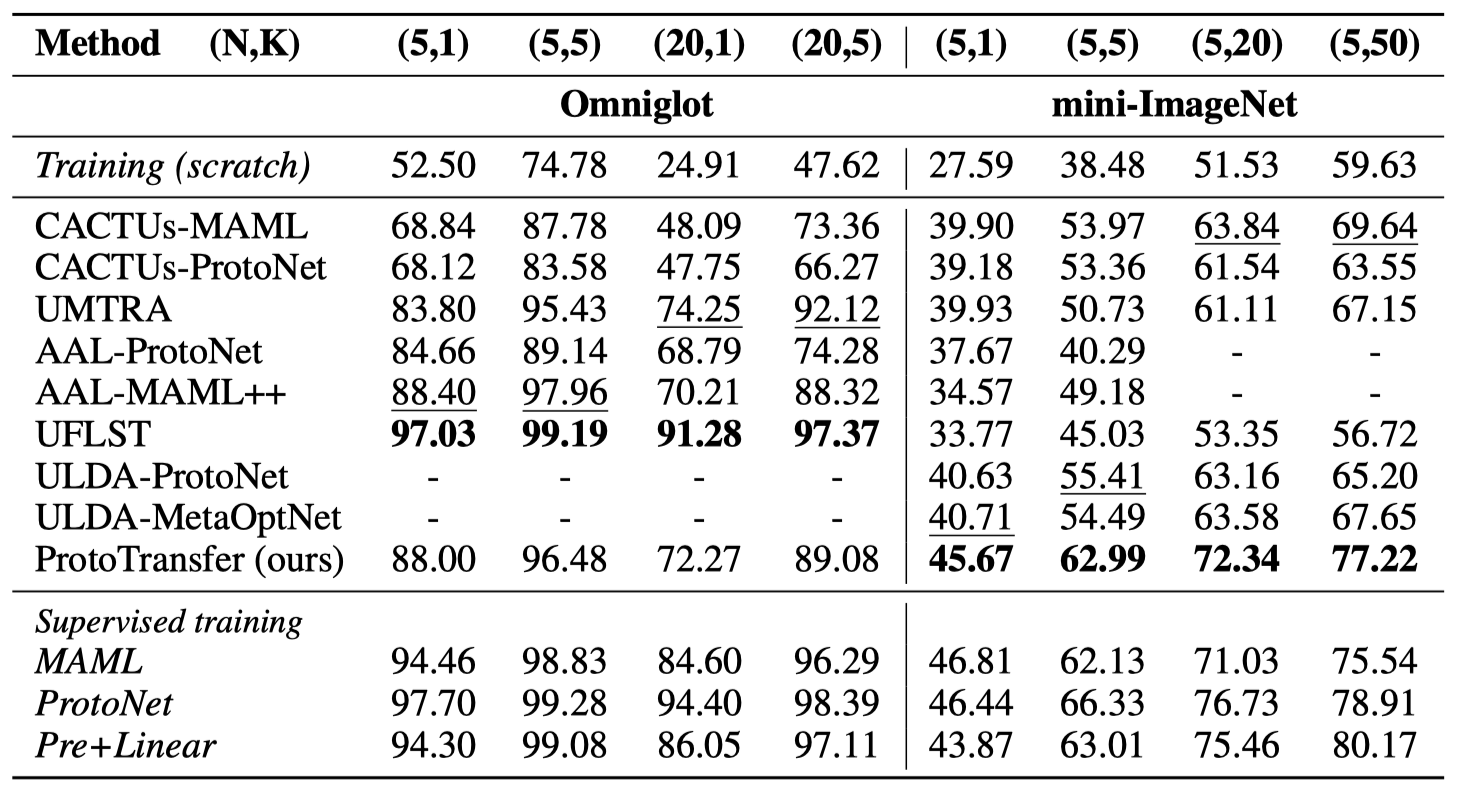 Method (N,K) (5,1) (5,5) (20,1) (20,5) (5,1) (5,5) (5,20) (5,50)
Omniglot mini-ImageNet
Training (scratch) 52.50 74.78 24.91 47.62 27.59 38.48 51.53 59.63
CACTUs-MAML 68.84 87.78 48.09 73.36 39.90 53.97 63.84 69.64
CACTUs-ProtoNet 68.12 83.58 47.75 66.27 39.18 53.36 61.54 63.55
UMTRA 83.80 95.43 74.25 92.12 39.93 50.73 61.11 67.15
AAL-ProtoNet 84.66 89.14 68.79 74.28 37.67 40.29 - -
AAL-MAML++ 88.40 97.96 70.21 88.32 34.57 49.18 - -
UFLST 97.03 99.19 91.28 97.37 33.77 45.03 53.35 56.72
ULDA-ProtoNet - - - - 40.63 55.41 63.16 65.20
ULDA-MetaOptNet - - - - 40.71 54.49 63.58 67.65
ProtoTransfer (ours) 88.00 96.48 72.27 89.08 45.67 62.99 72.34 77.22
Supervised training
MAML 94.46 98.83 84.60 96.29 46.81 62.13 71.03 75.54
ProtoNet 97.70 99.28 94.40 98.39 46.44 66.33 76.73 78.91
Pre+Linear 94.30 99.08 86.05 97.11 43.87 63.01 75.46 80.17